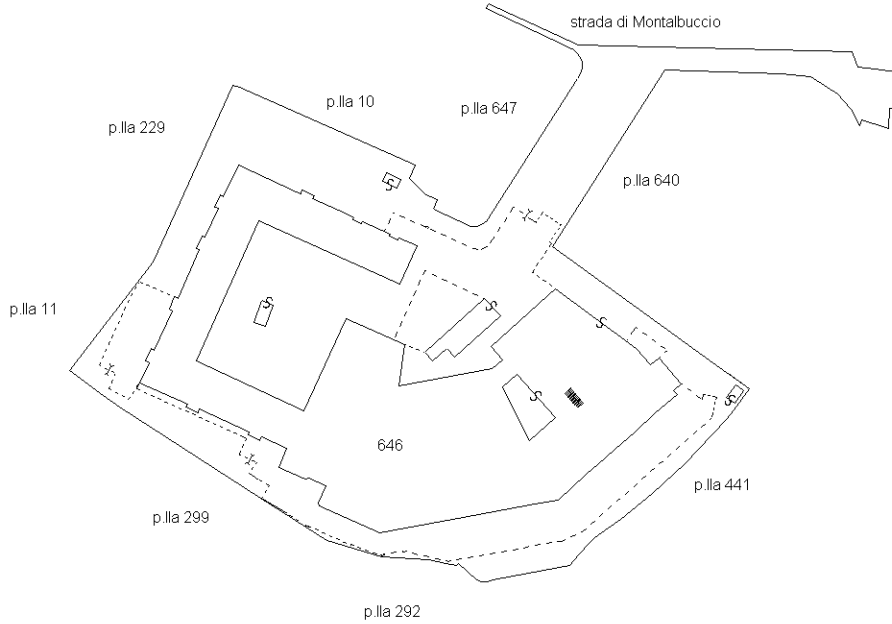 strada di Montalbuccio
p.lla 10
p.lla 647
p.lla 229
p.lla 640
p.lla 11
S
S
S
S
S
S
646
p.lla 441
p.lla 299
p.lla 292